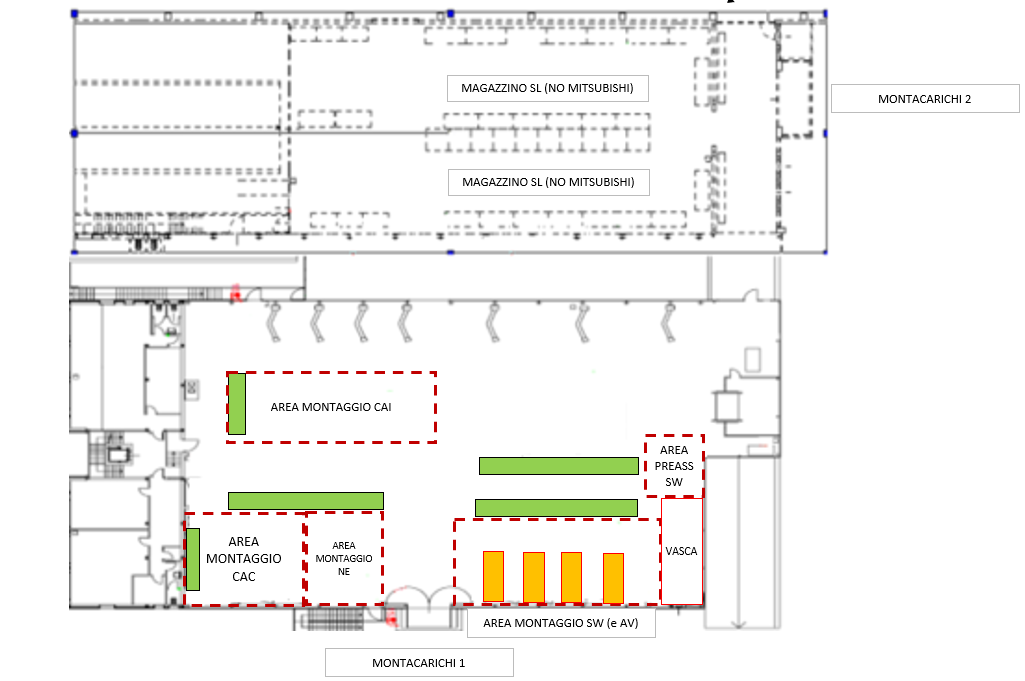 MAGAZZINO SL (NO MITSUBISHI)
MONTACARICHI 2
MAGAZZINO SL (NO MITSUBISHI)
AREA MONTAGGIO CAI
AREA
PREASS
SW
AREA
MONTAGGIO
CAC
AREA
MONTAGGIO
NE
VASCA
AREA MONTAGGIO SW (e AV)
MONTACARICHI 1